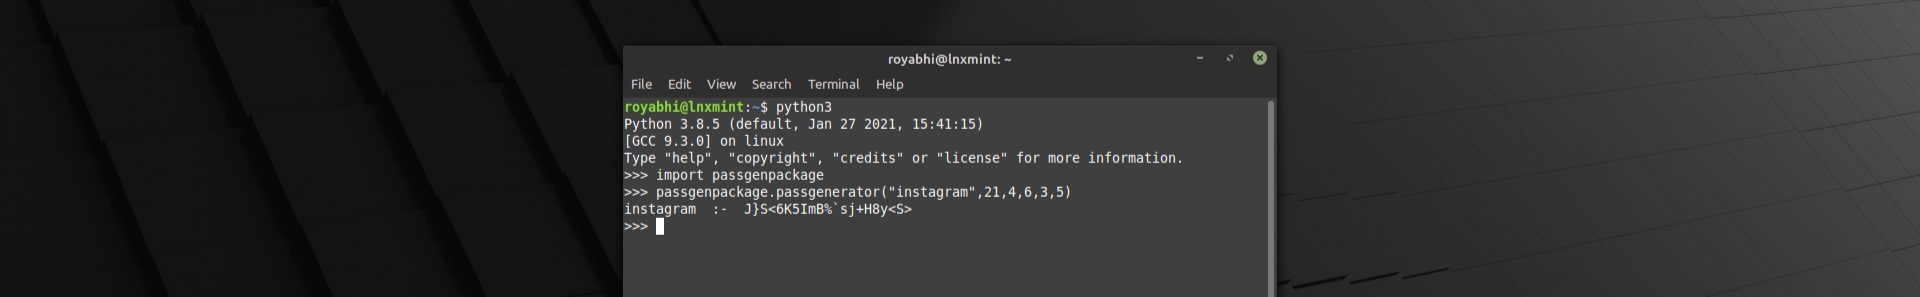 royabhi@lnxmint: ~
File Edit View Search Terminal Help
royabhi@lnxmint:~$ python3
Python 3.8.5 (default, Jan 27 2021, 15:41:15)
[GCC 9.3.0] on linux
Type "help", "copyright", "credits" or "license" for more information.
>>> import passgenpackage
>>> passgenpackage.passgenerator("instagram",21,4,6,3,5)
instagram  :-  J}S<6K5ImB%`sj+H8y<S>
>>>